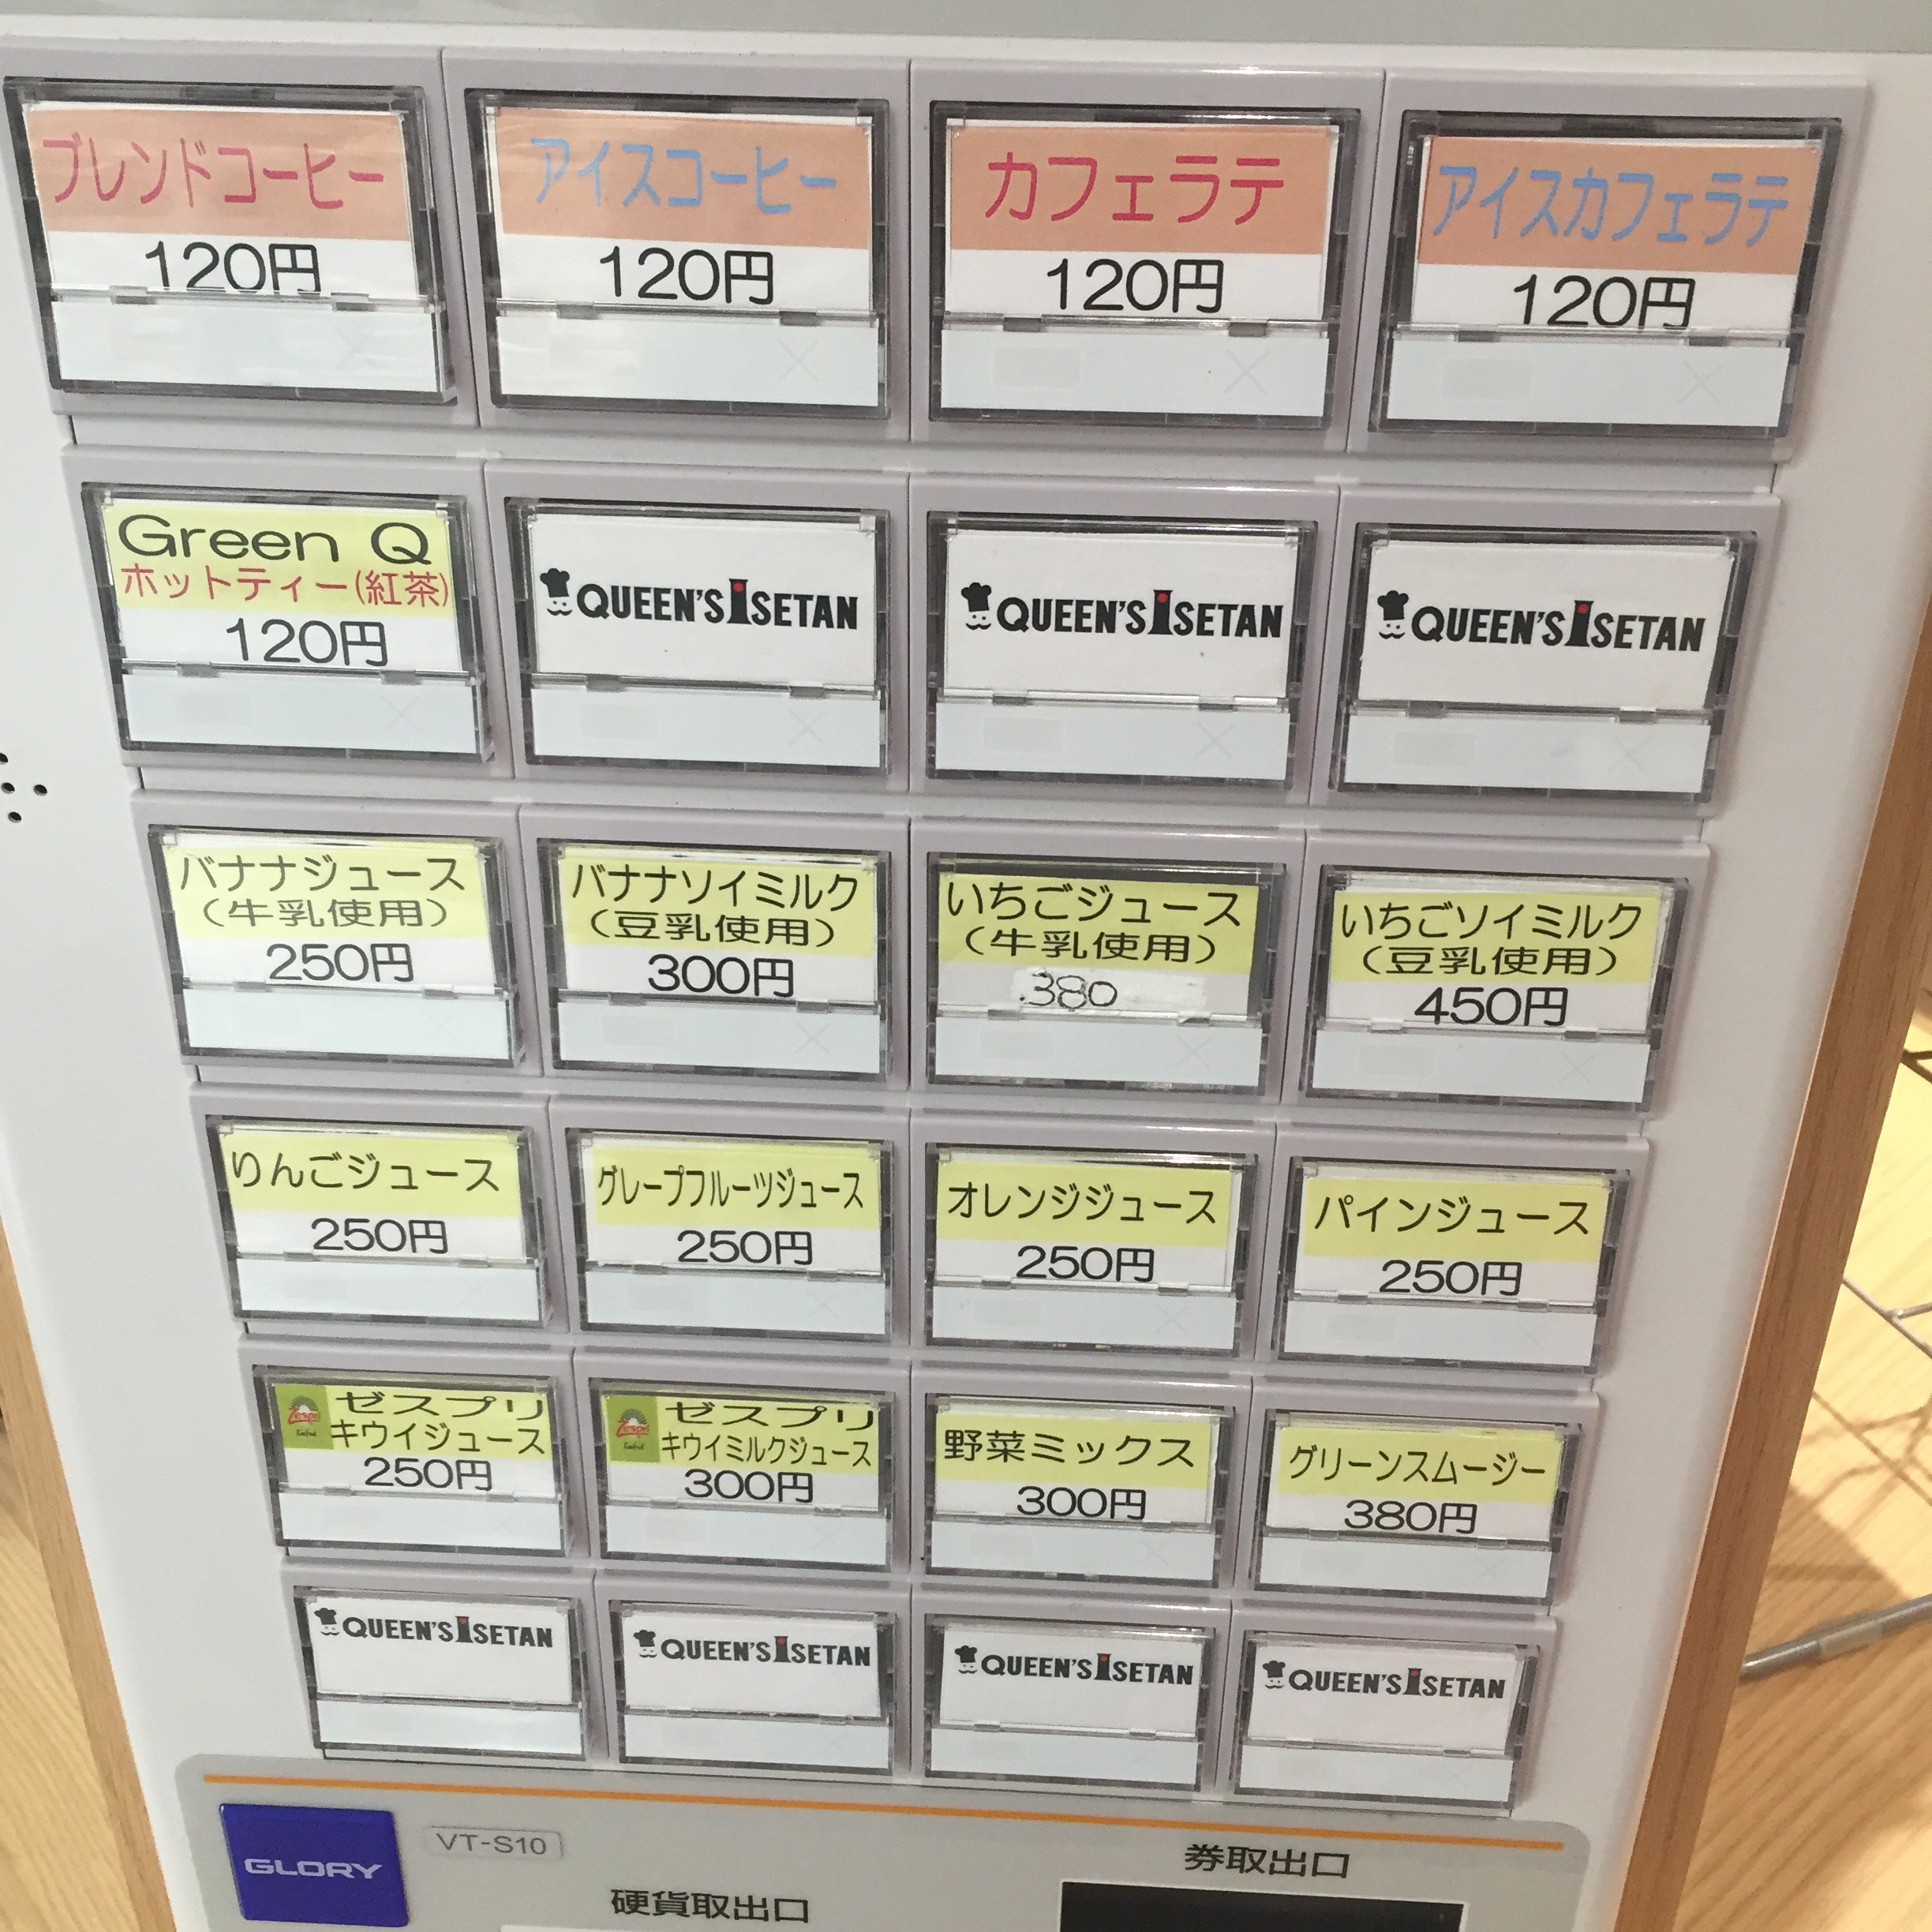 ブレンドコーヒー
120円
アイスコーヒー
120円
カフェラテ
120円
アイスカフェラテ
120円
Green Q
ホットティー(紅茶)
120円
QUEEN'S ISETAN
QUEEN'S ISETAN
QUEEN'S ISETAN
バナナジュース
(牛乳使用)
250円
バナナソイミルク
(豆乳使用)
300円
いちごジュース
(牛乳使用)
380
いちごソイミルク
(豆乳使用)
450円
りんごジュース
250円
グレープフルーツジュース
250円
オレンジジュース
250円
パインジュース
250円
Zespri
ゼスプリ
キウイジュース
250円
Zespri
ゼスプリ
キウイミルクジュース
300円
野菜ミックス
300円
グリーンスムージー
380円
QUEEN'S ISETAN
QUEEN'S ISETAN
QUEEN'S ISETAN
QUEEN'S ISETAN
GLORY
VT-S10
硬貨取出口
券取出口